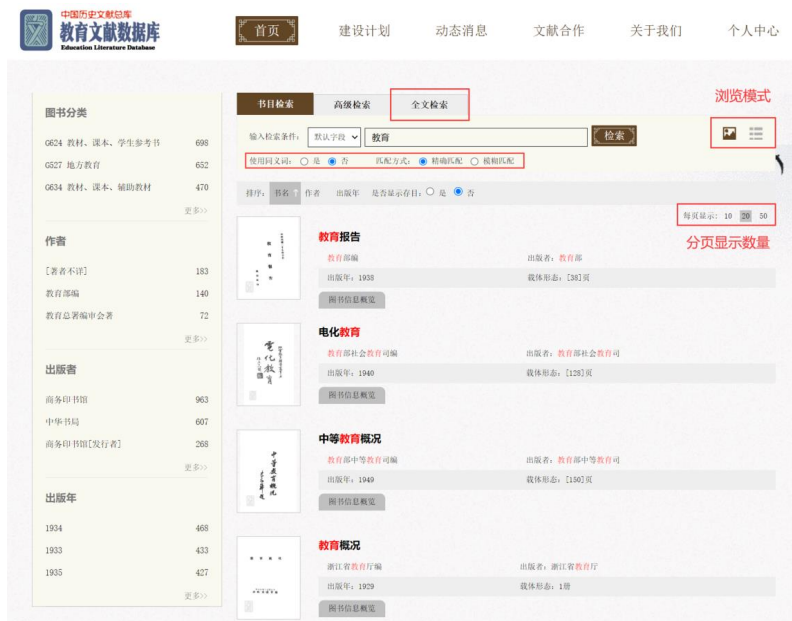 中国历史文献总库
教育文献数据库
Education Literature Database
首页 建设计划 动态消息 文献合作 关于我们 个人中心
图书分类
G624 教材、课本、学生参考书 698
G527 地方教育 652
G634 教材、课本、辅助教材 470
更多>>
作者
[著者不详] 183
教育部编 140
教育总署编审会著 72
更多>>
出版者
商务印书馆 963
中华书局 607
商务印书馆[发行者] 268
更多>>
出版年
1934 468
1933 433
1935 427
更多>>
书目检索 高级检索 全文检索
浏览模式
输入检索条件: 默认字段 教育 检索
使用同义词: 是 否 匹配方式: 精确匹配 模糊匹配
排序: 书名↑ 作者 出版年 是否显示存目: 是 否
每页显示: 10 20 50
分页显示数量
教育报告
教育部编 出版者: 教育部
出版年: 1938 载体形态: [38]页
图书信息概览
电化教育
教育部社会教育司编 出版者: 教育部社会教育司
出版年: 1940 载体形态: [128]页
图书信息概览
中等教育概况
教育部中等教育司编 出版者: 教育部中等教育司
出版年: 1949 载体形态: [150]页
图书信息概览
教育概况
浙江省教育厅编 出版者: 浙江省教育厅
出版年: 1929 载体形态: 1册
图书信息概览
电化教育
中等教育概况